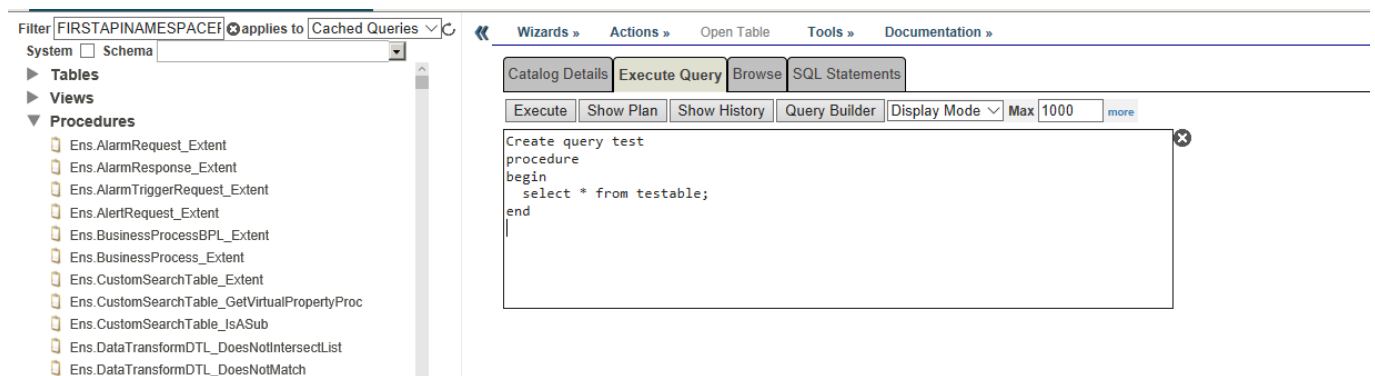 Filter FIRSTAPINAMESPACEF applies to Cached Queries
System Schema
Tables
Views
Procedures
Ens.AlarmRequest_Extent
Ens.AlarmResponse_Extent
Ens.AlarmTriggerRequest_Extent
Ens.AlertRequest_Extent
Ens.BusinessProcessBPL_Extent
Ens.BusinessProcess_Extent
Ens.CustomSearchTable_Extent
Ens.CustomSearchTable_GetVirtualPropertyProc
Ens.CustomSearchTable_IsASub
Ens.DataTransformDTL_DoesNotIntersectList
Ens.DataTransformDTL_DoesNotMatch
Wizards » Actions » Open Table Tools » Documentation »
Catalog Details Execute Query Browse SQL Statements
Execute Show Plan Show History Query Builder Display Mode Max 1000 more
Create query test
procedure
begin
select * from testable;
end